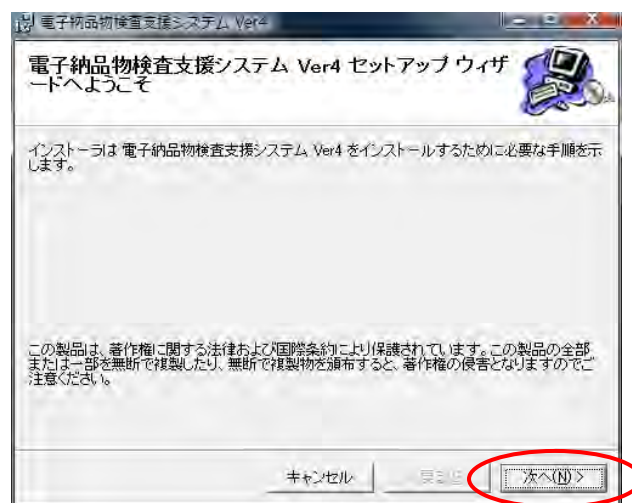 電子納品物検査支援システム Ver4
電子納品物検査支援システム Ver4 セットアップ ウィザ
ードへようこそ
インストーラは 電子納品物検査支援システム Ver4 をインストールするために必要な手順を示
します。
この製品は、著作権に関する法律および国際条約により保護されています。この製品の全部
または一部を無断で複製したり、無断で複製物を頒布すると、著作権の侵害となりますのでご
注意ください。
キャンセル
次へ(N) >